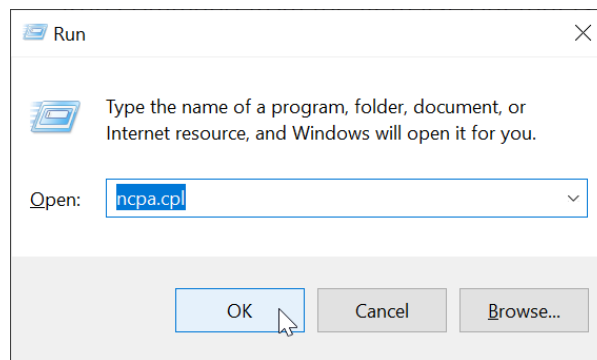 Run
Type the name of a program, folder, document, or
Internet resource, and Windows will open it for you.
Open: ncpa.cpl
OK Cancel Browse...